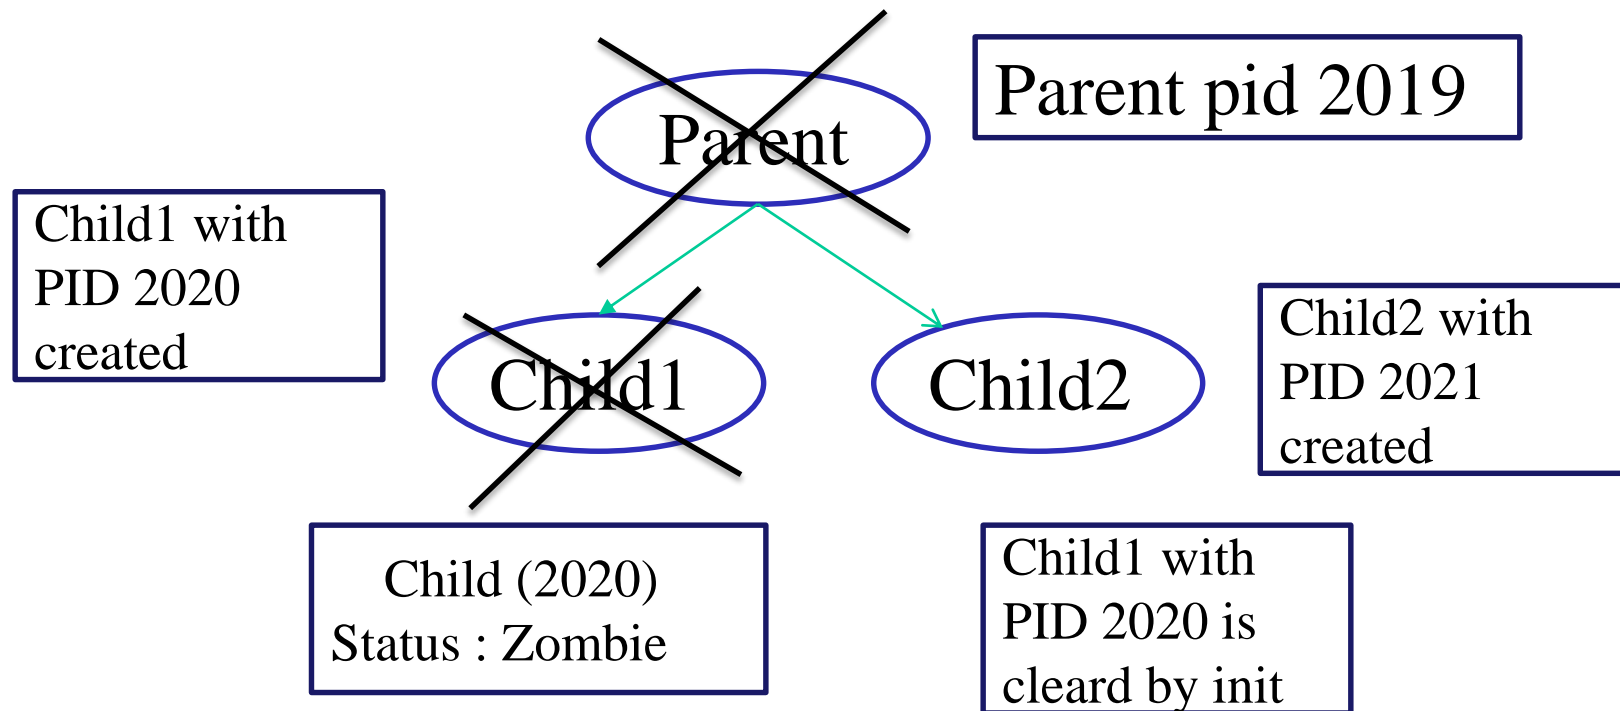 Parent
Parent pid 2019
Child1 with
PID 2020
created
Child1
Child2
Child2 with
PID 2021
created
Child (2020)
Status : Zombie
Child1 with
PID 2020 is
cleard by init